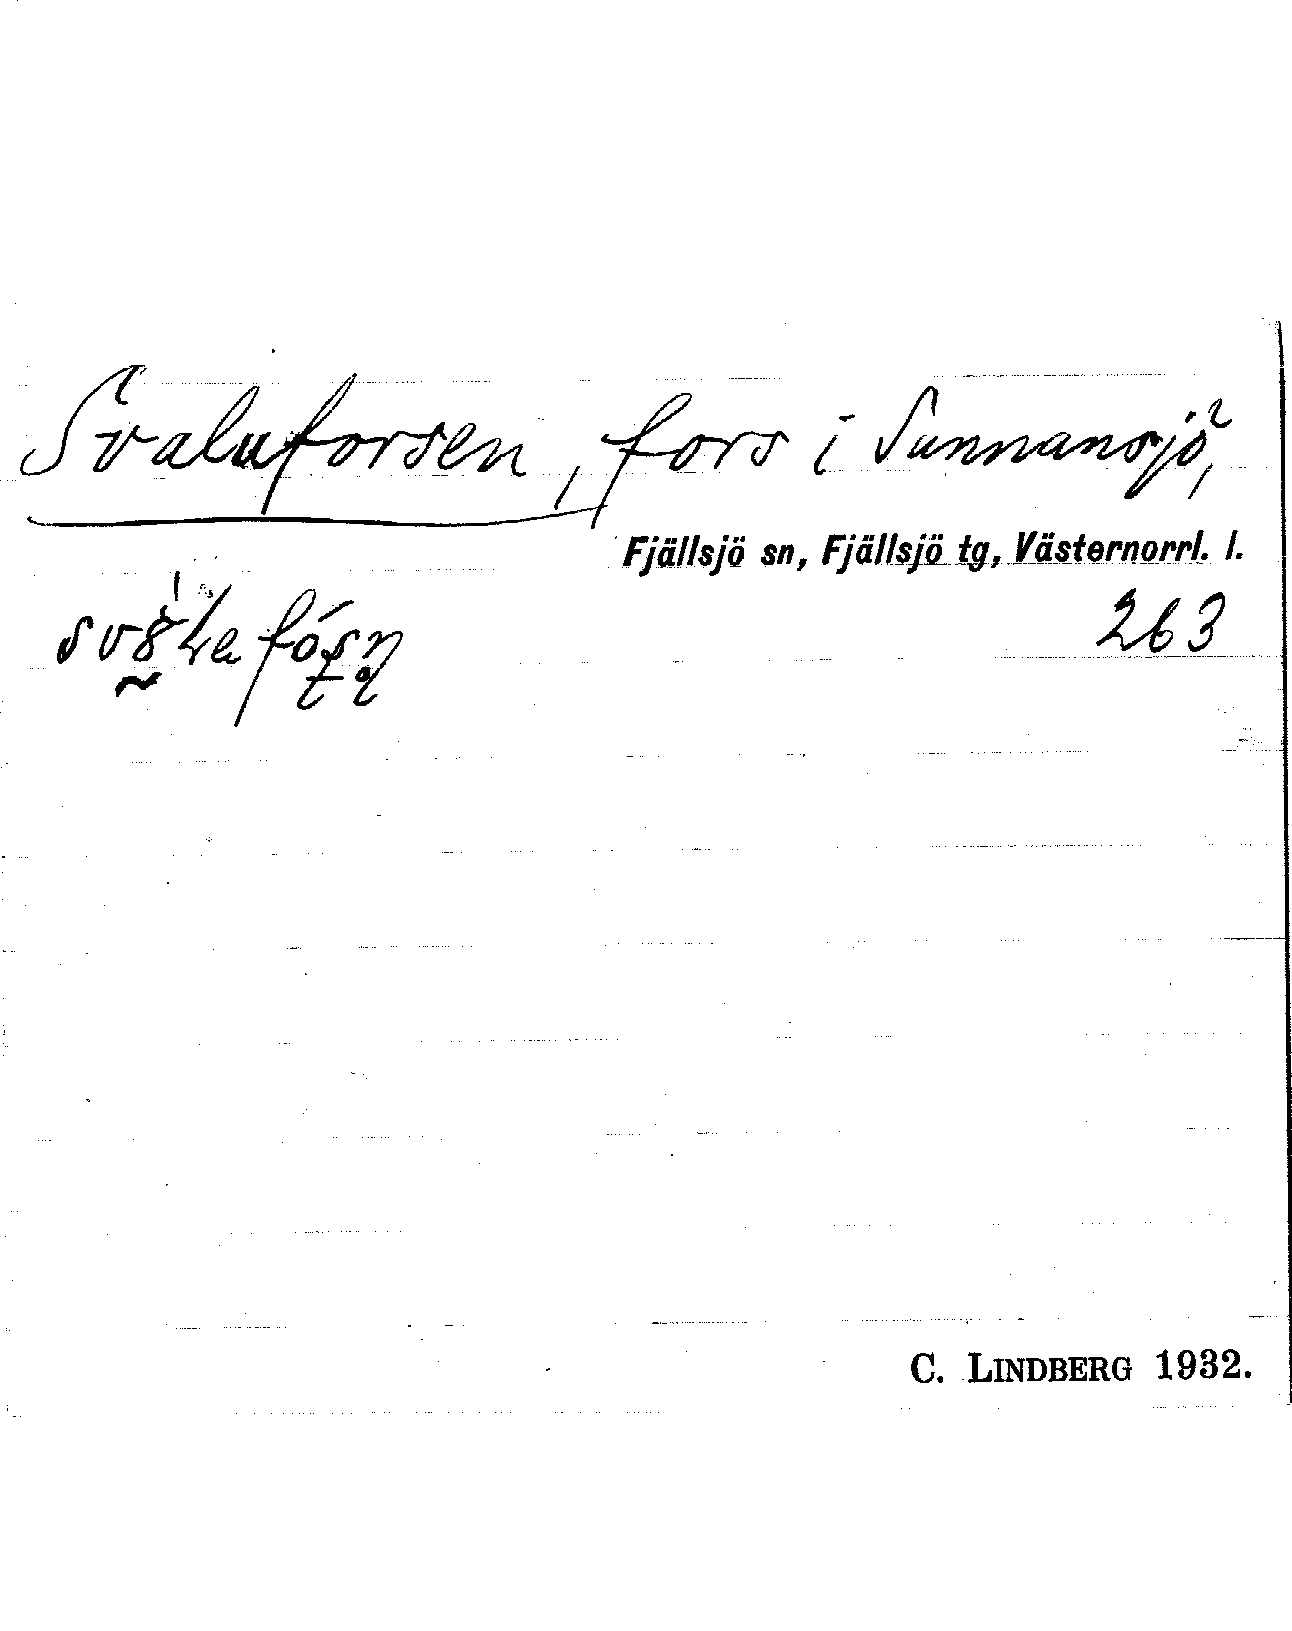 Svaluforsen, fors i Sunnansjö,
Fjällsjö sn, Fjällsjö tg, Västernorrl. l.
263
C. LINDBERG 1932.